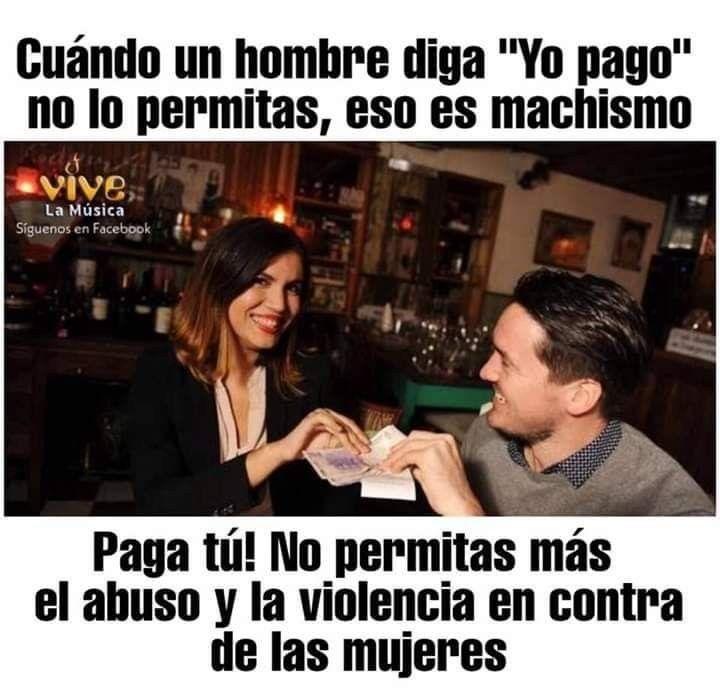 Cuándo un hombre diga "Yo pago"
no lo permitas, eso es machismo
vive
La Música
Síguenos en Facebook
Paga tú! No permitas más
el abuso y la violencia en contra
de las mujeres